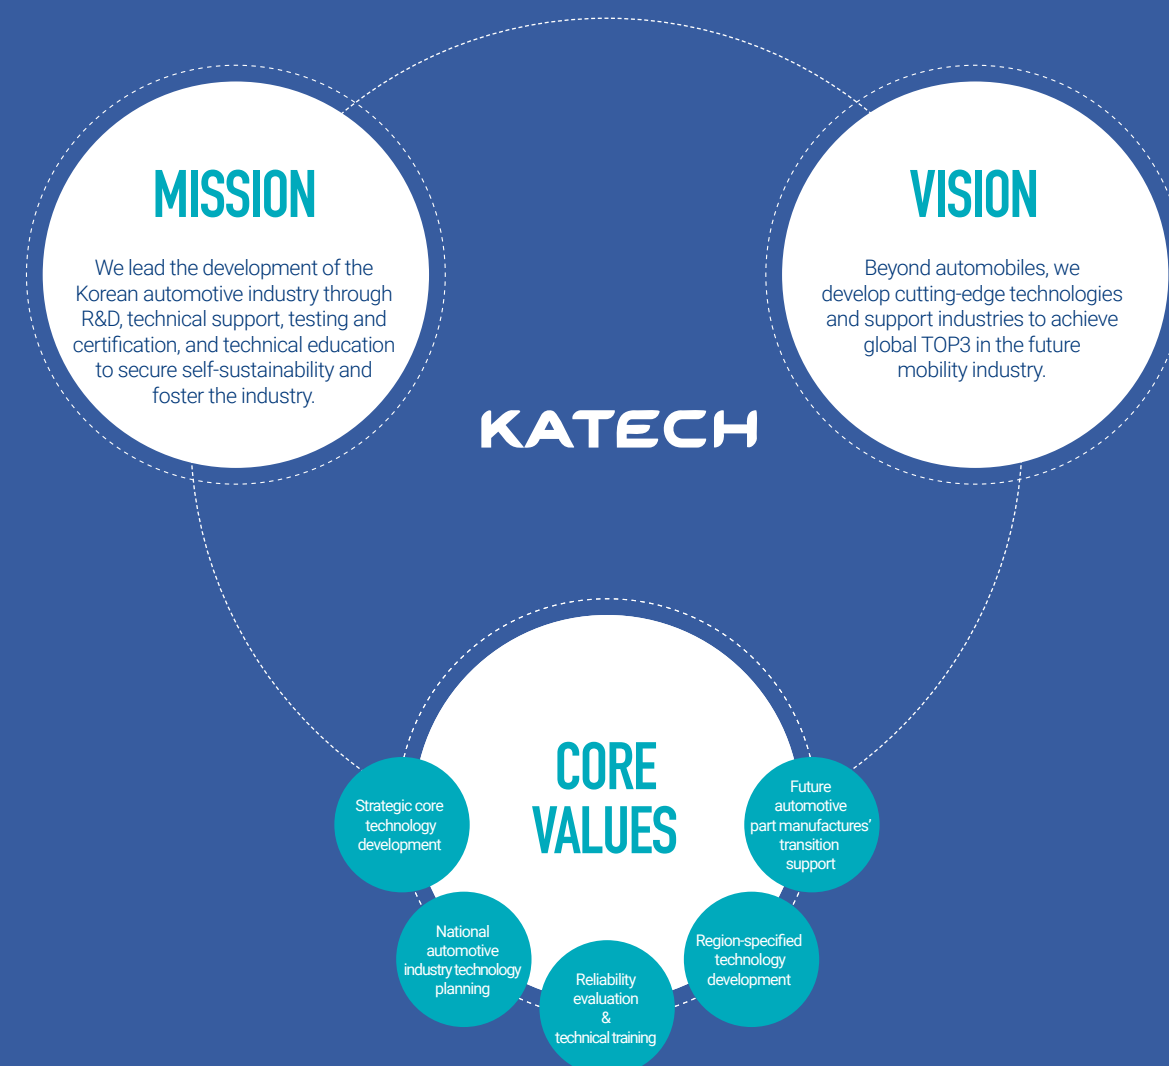 MISSION
We lead the development of the
Korean automotive industry through
R&D, technical support, testing and
certification, and technical education
to secure self-sustainability and
foster the industry.
VISION
Beyond automobiles, we
develop cutting-edge technologies
and support industries to achieve
global TOP3 in the future
mobility industry.
KATECH
CORE
VALUES
Strategic core
technology
development
National
automotive
industry technology
planning
Reliability
evaluation
&
technical training
Region-specified
technology
development
Future
automotive
part manufactures’
transition
support